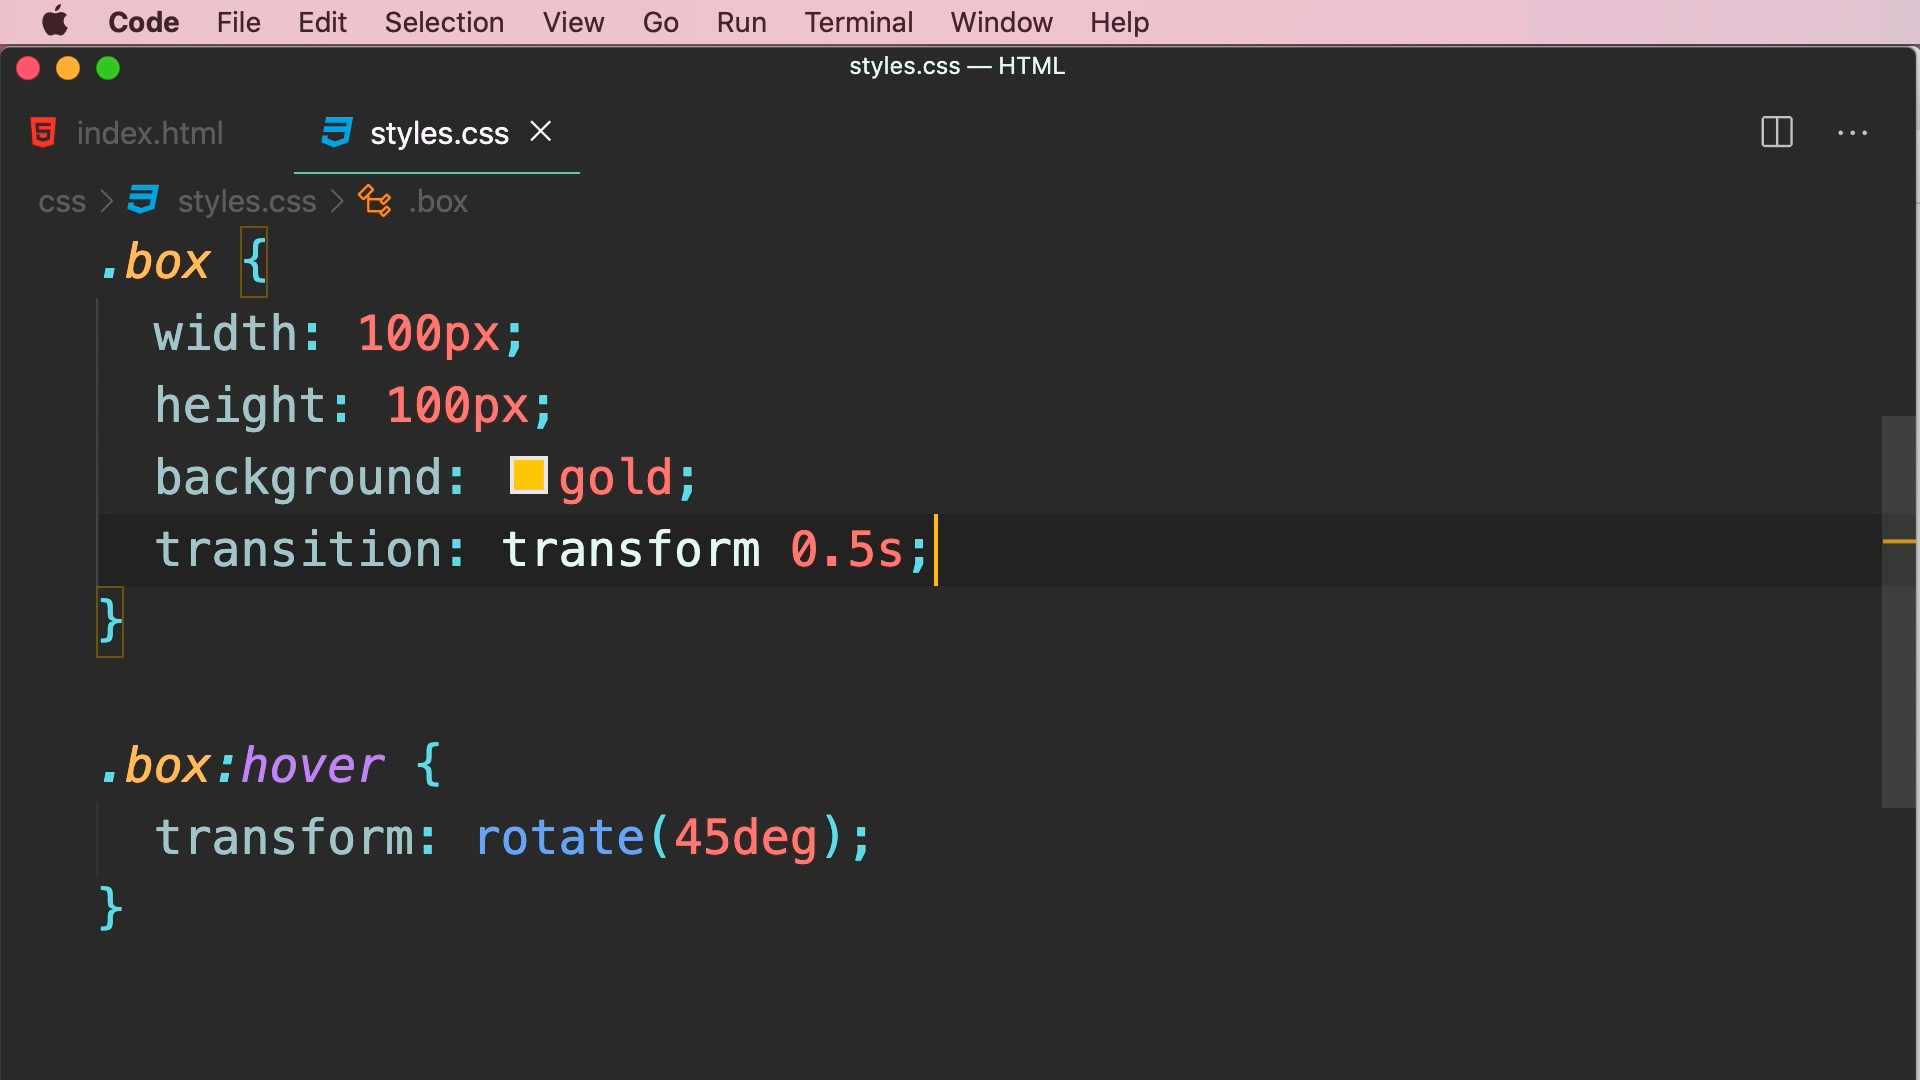 Code File Edit Selection View Go Run Terminal Window Help
styles.css — HTML
index.html styles.css
css > styles.css > .box
.box {
width: 100px;
height: 100px;
background: gold;
transition: transform 0.5s;
}
.box:hover {
transform: rotate(45deg);
}